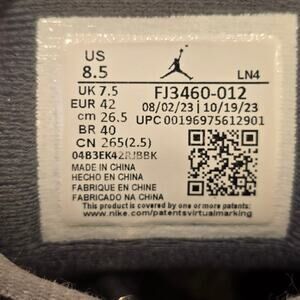 US
8.5
LN4
UK 7.5
EUR 42
cm 26.5
BR 40
CN 265(2.5)
FJ3460-012
08/02/23 | 10/19/23
UPC 00196975612901
04B3EK42RJBBK
MADE IN CHINA
HECHO EN CHINA
FABRIQUE EN CHINE
FABRICADO NA CHINA
This product is covered by one or more patents:
www.nike.com/patentsvirtualmarking